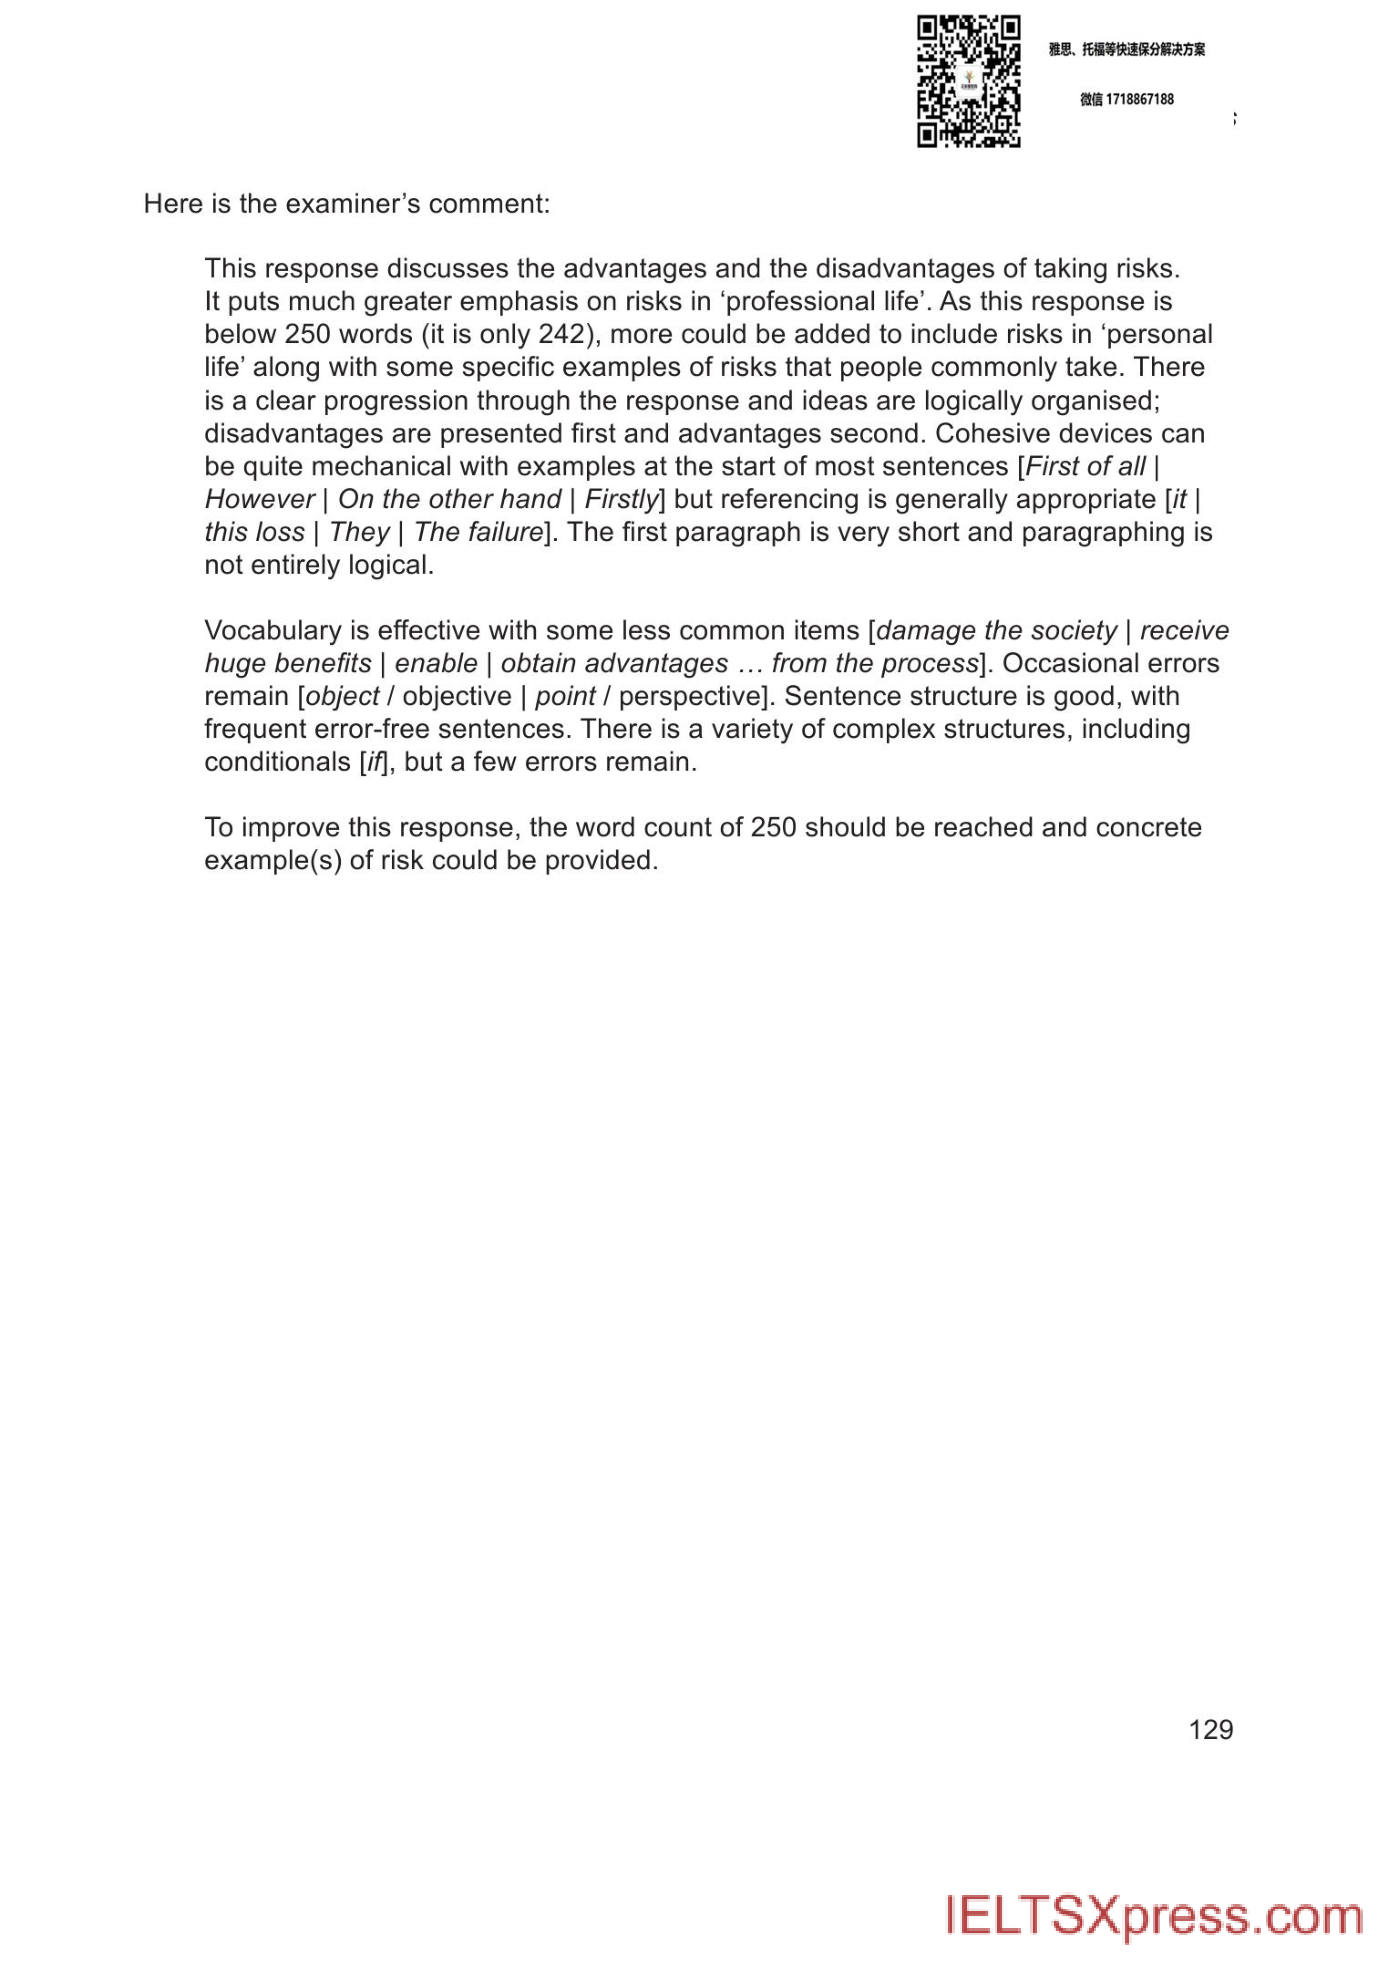 雅思、托福等快速保分解决方案
微信 1718867188
Here is the examiner’s comment:
This response discusses the advantages and the disadvantages of taking risks.
It puts much greater emphasis on risks in ‘professional life’. As this response is
below 250 words (it is only 242), more could be added to include risks in ‘personal
life’ along with some specific examples of risks that people commonly take. There
is a clear progression through the response and ideas are logically organised;
disadvantages are presented first and advantages second. Cohesive devices can
be quite mechanical with examples at the start of most sentences [First of all |
However | On the other hand | Firstly] but referencing is generally appropriate [it |
this loss | They | The failure]. The first paragraph is very short and paragraphing is
not entirely logical.
Vocabulary is effective with some less common items [damage the society | receive
huge benefits | enable | obtain advantages … from the process]. Occasional errors
remain [object / objective | point / perspective]. Sentence structure is good, with
frequent error-free sentences. There is a variety of complex structures, including
conditionals [if], but a few errors remain.
To improve this response, the word count of 250 should be reached and concrete
example(s) of risk could be provided.
129
IELTSXpress.com